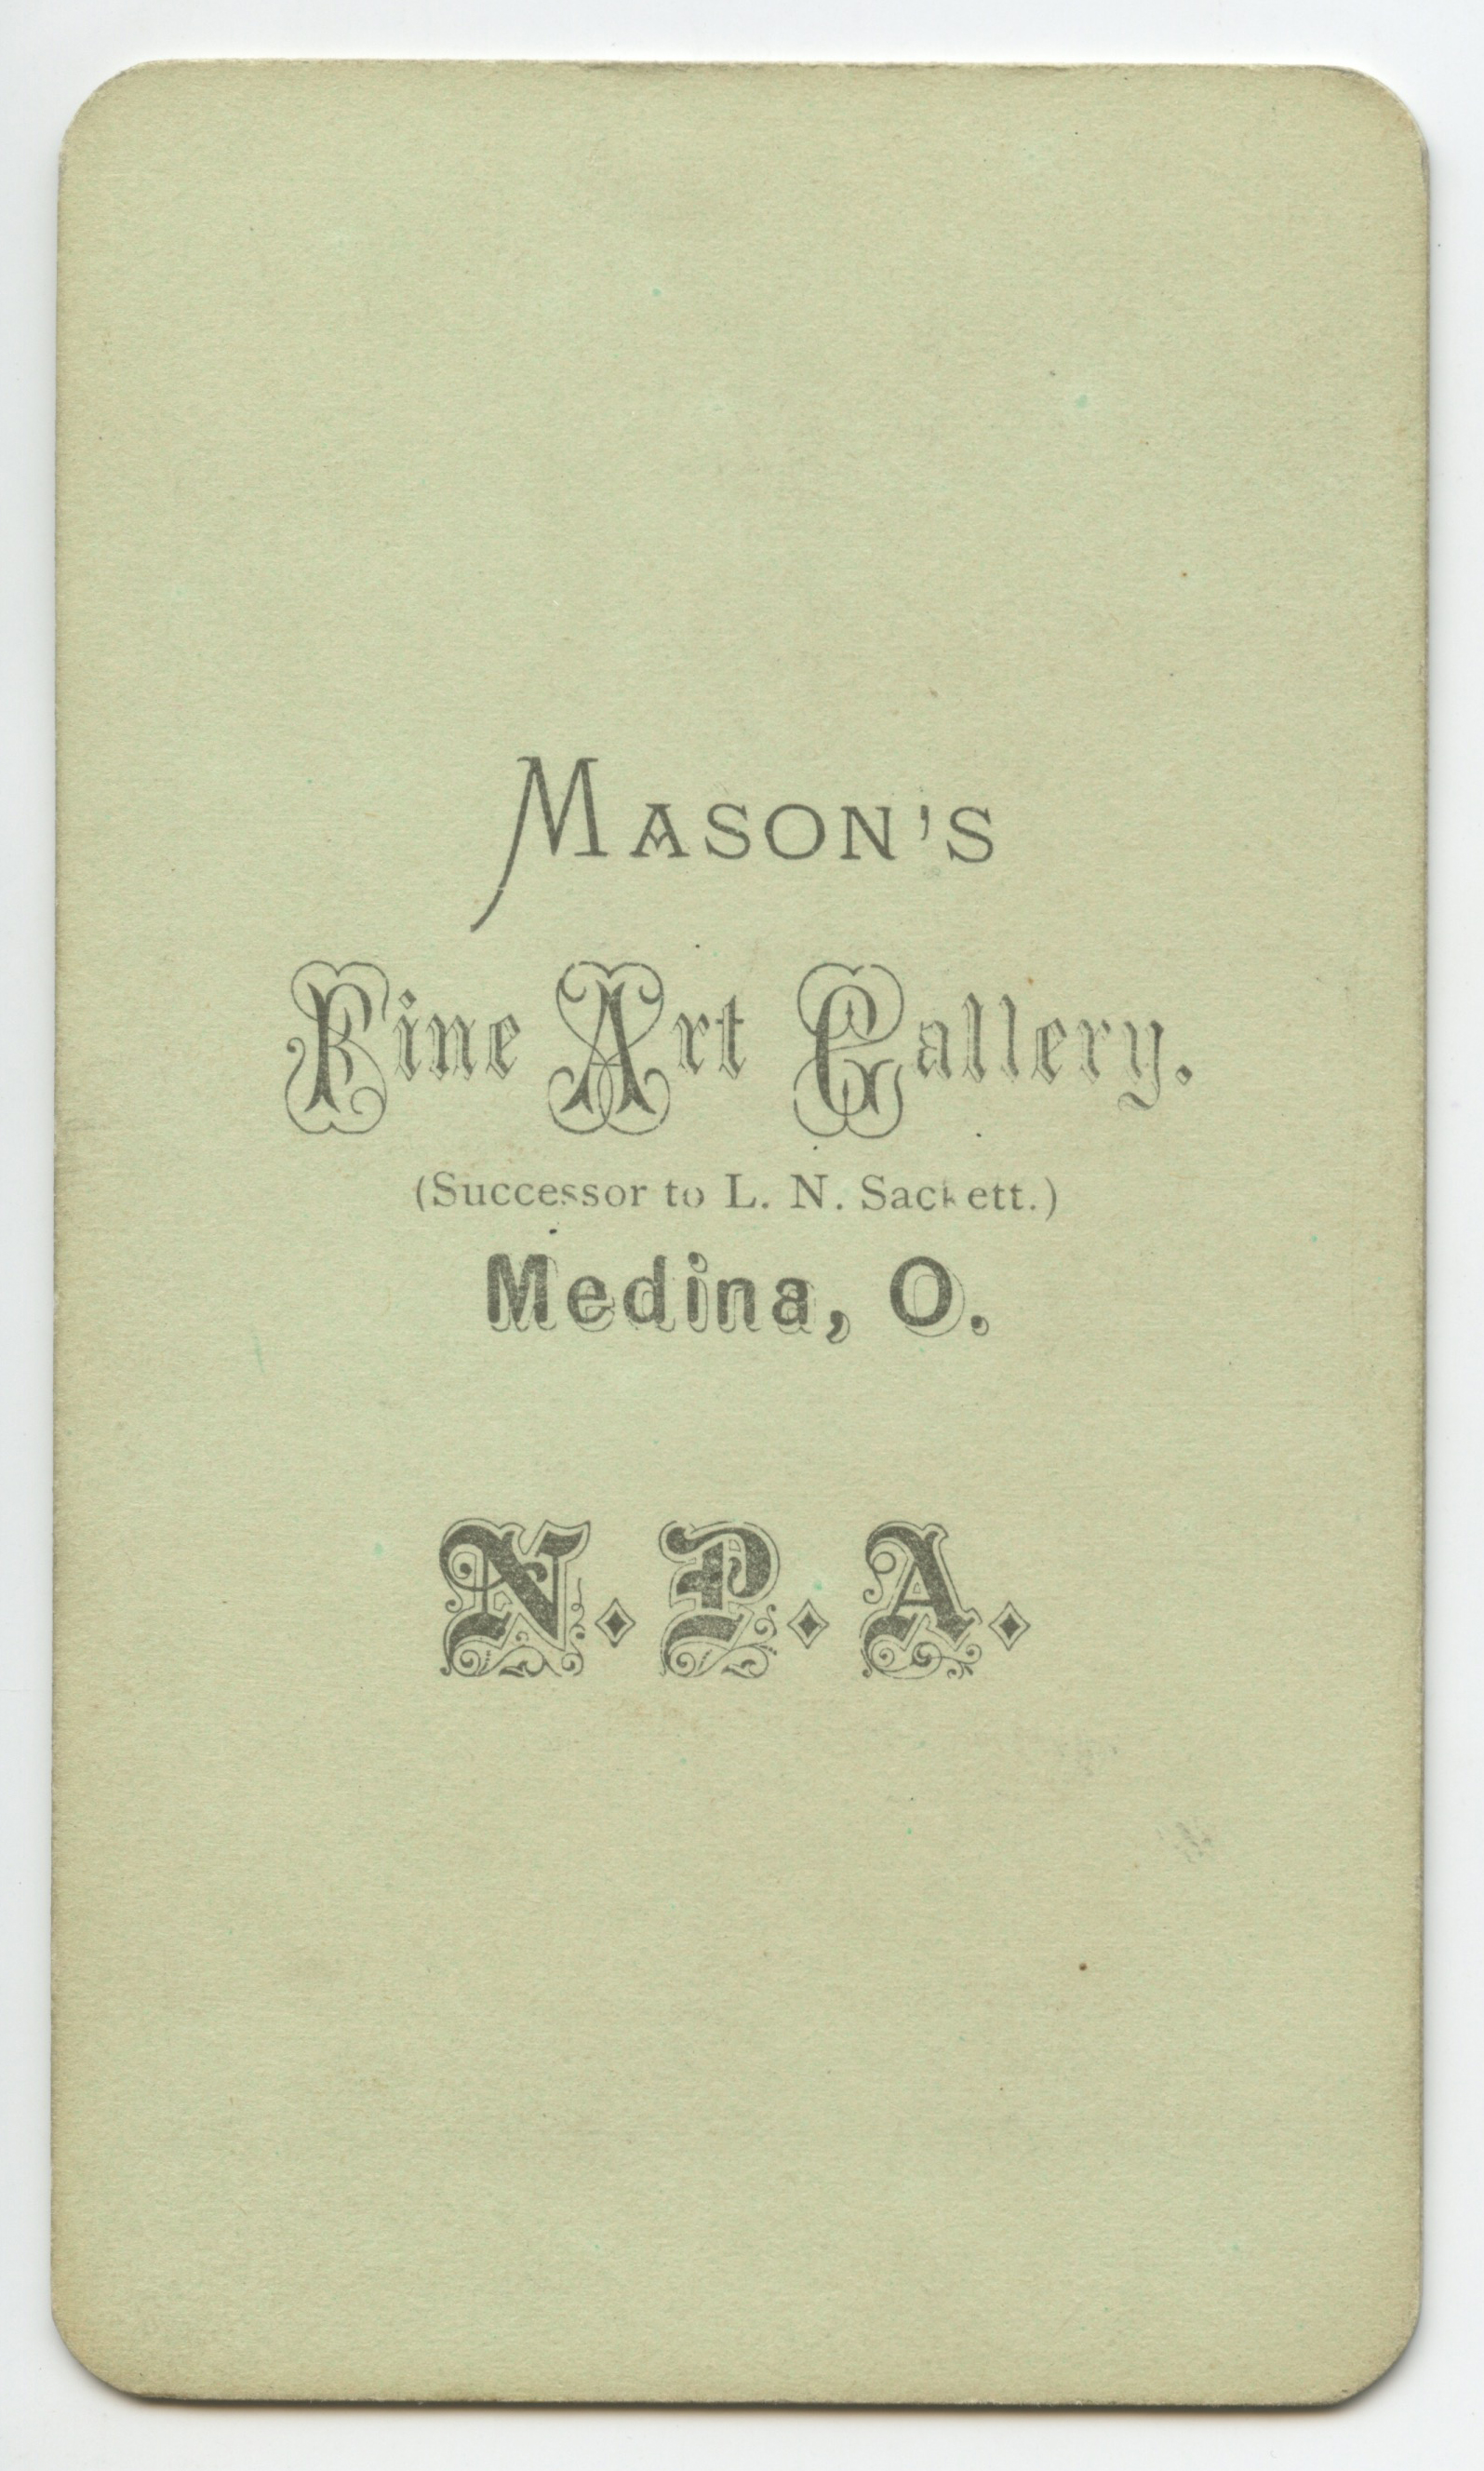 MASON'S
Fine Art Gallery.
(Successor to L. N. Sackett.)
Medina, O.
N. P. A.